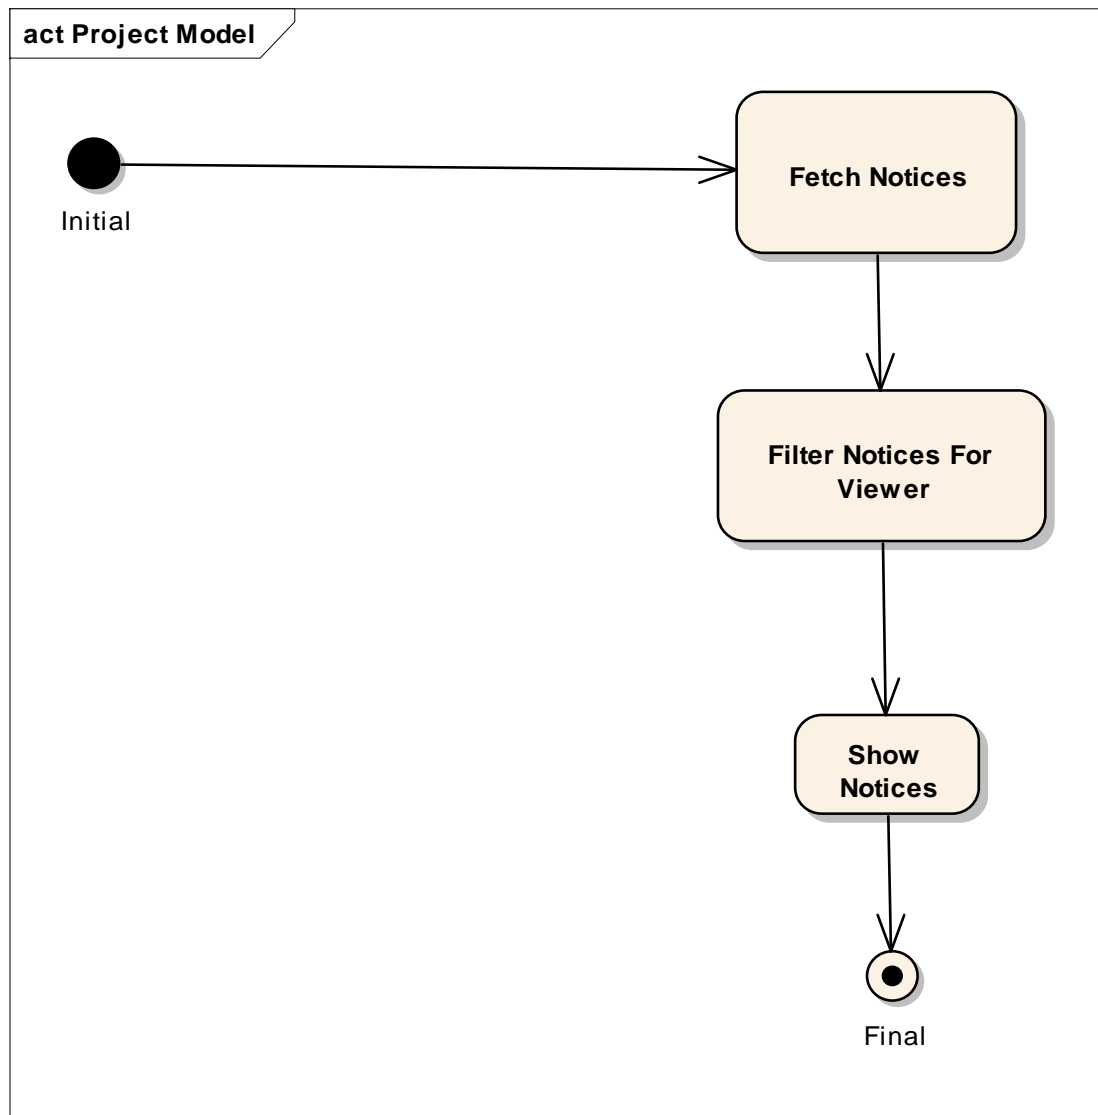 act Project Model
Initial
Fetch Notices
Filter Notices For
Viewer
Show
Notices
Final